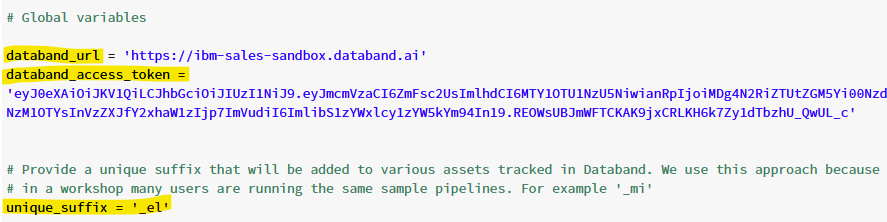 # Global variables
databand_url = 'https://ibm-sales-sandbox.databand.ai'
databand_access_token =
'eyJ0eXAiOiJKV1QiLCJhbGciOiJIUzI1NiJ9.eyJmcmVzaCI6ZmFsc2UsImlhdCI6MTY1OTU1NzU5NiwianRpIjoiMDg4N2RiZTUtZGM5Yi00Nzd
NzM1OTYsInVzZXJfY2xhaW1zIjp7ImVudiI6ImlibS1zYWxlcy1zYW5kYm94In19.REOWsUBJmWFTCKAK9jxCRLKH6k7Zy1dTbzhU_QwUL_c'
# Provide a unique suffix that will be added to various assets tracked in Databand. We use this approach because
# in a workshop many users are running the same sample pipelines. For example '_mi'
unique_suffix = '_el'